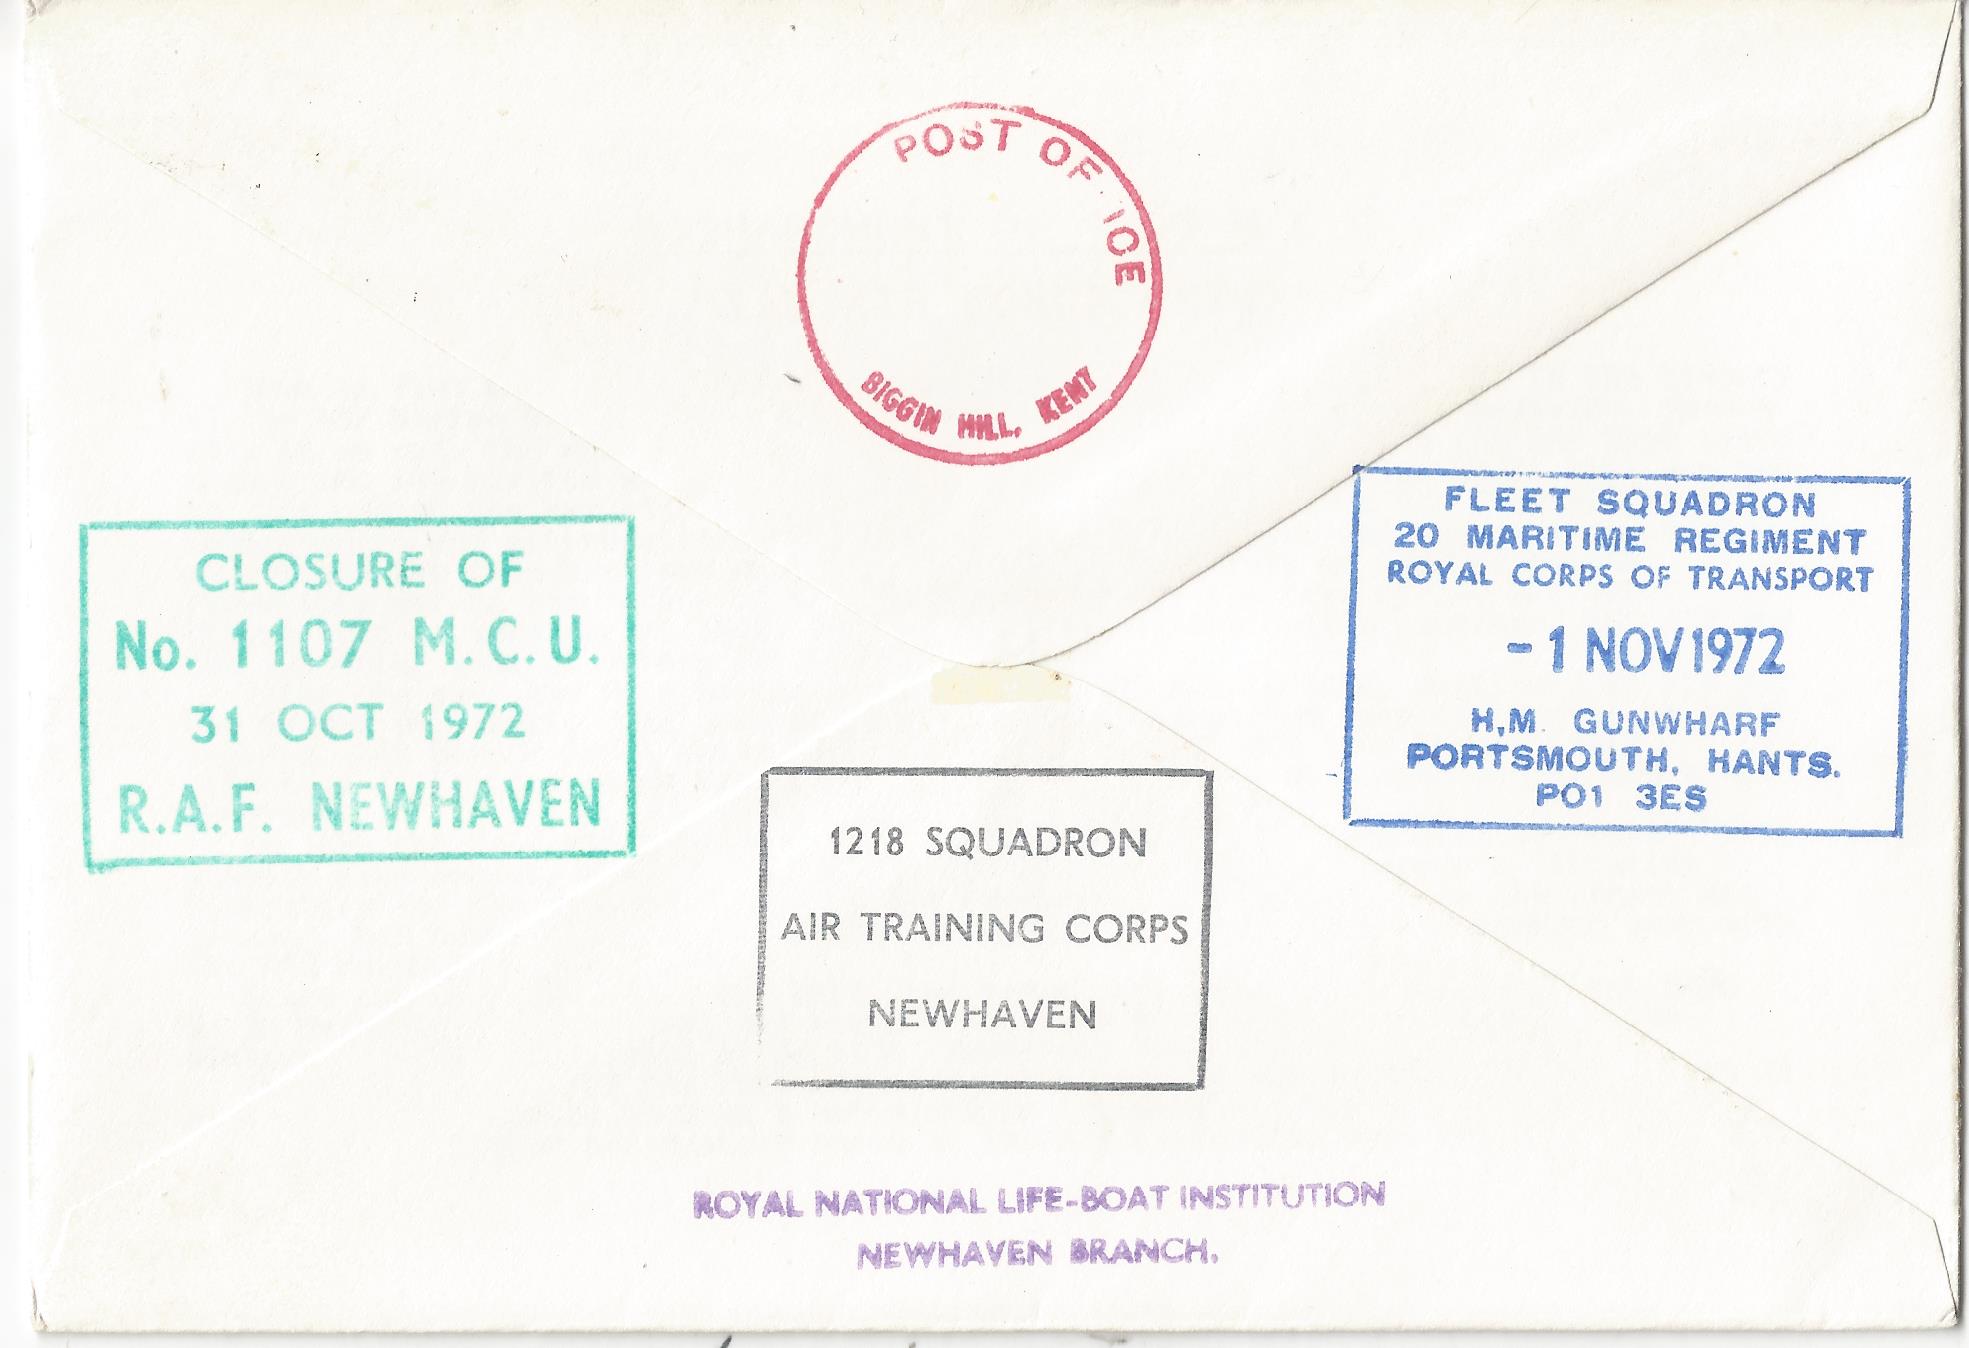 POST OF ICE
BIGGIN HILL, KENT
CLOSURE OF
No. 1107 M.C.U.
31 OCT 1972
R.A.F. NEWHAVEN
FLEET SQUADRON
20 MARITIME REGIMENT
ROYAL CORPS OF TRANSPORT
-1 NOV 1972
H,M. GUNWHARF
PORTSMOUTH, HANTS.
PO1 3ES
1218 SQUADRON
AIR TRAINING CORPS
NEWHAVEN
ROYAL NATIONAL LIFE-BOAT INSTITUTION
NEWHAVEN BRANCH.